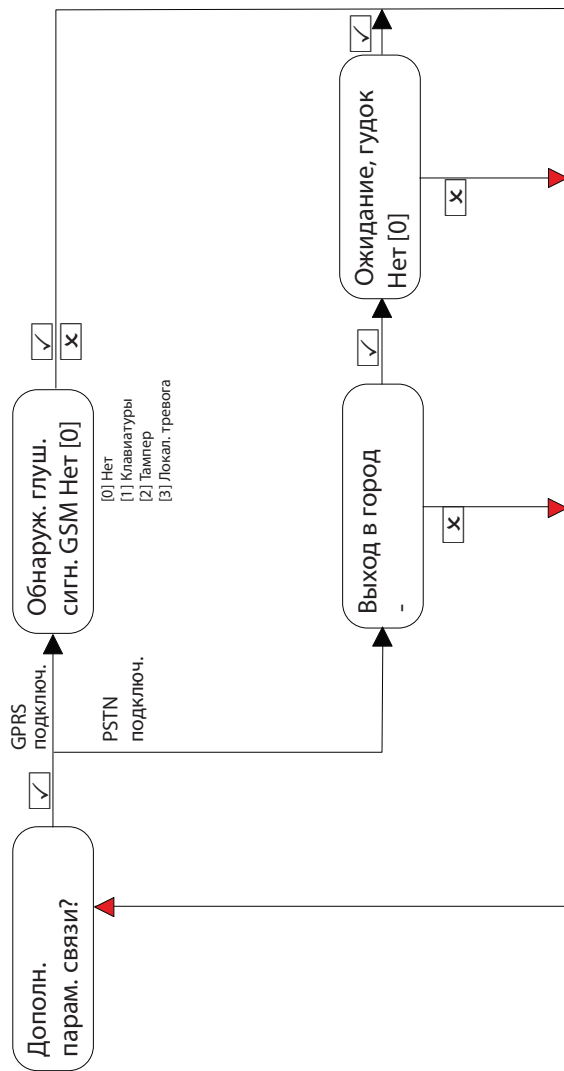 Дополн.
парам. связи?
GPRS
подключ.
PSTN
подключ.
Обнаруж. глуш.
сигн. GSM Нет [0]
[0] Нет
[1] Клавиатуры
[2] Тампер
[3] Локал. тревога
Выход в город
-
Ожидание, гудок
Нет [0]